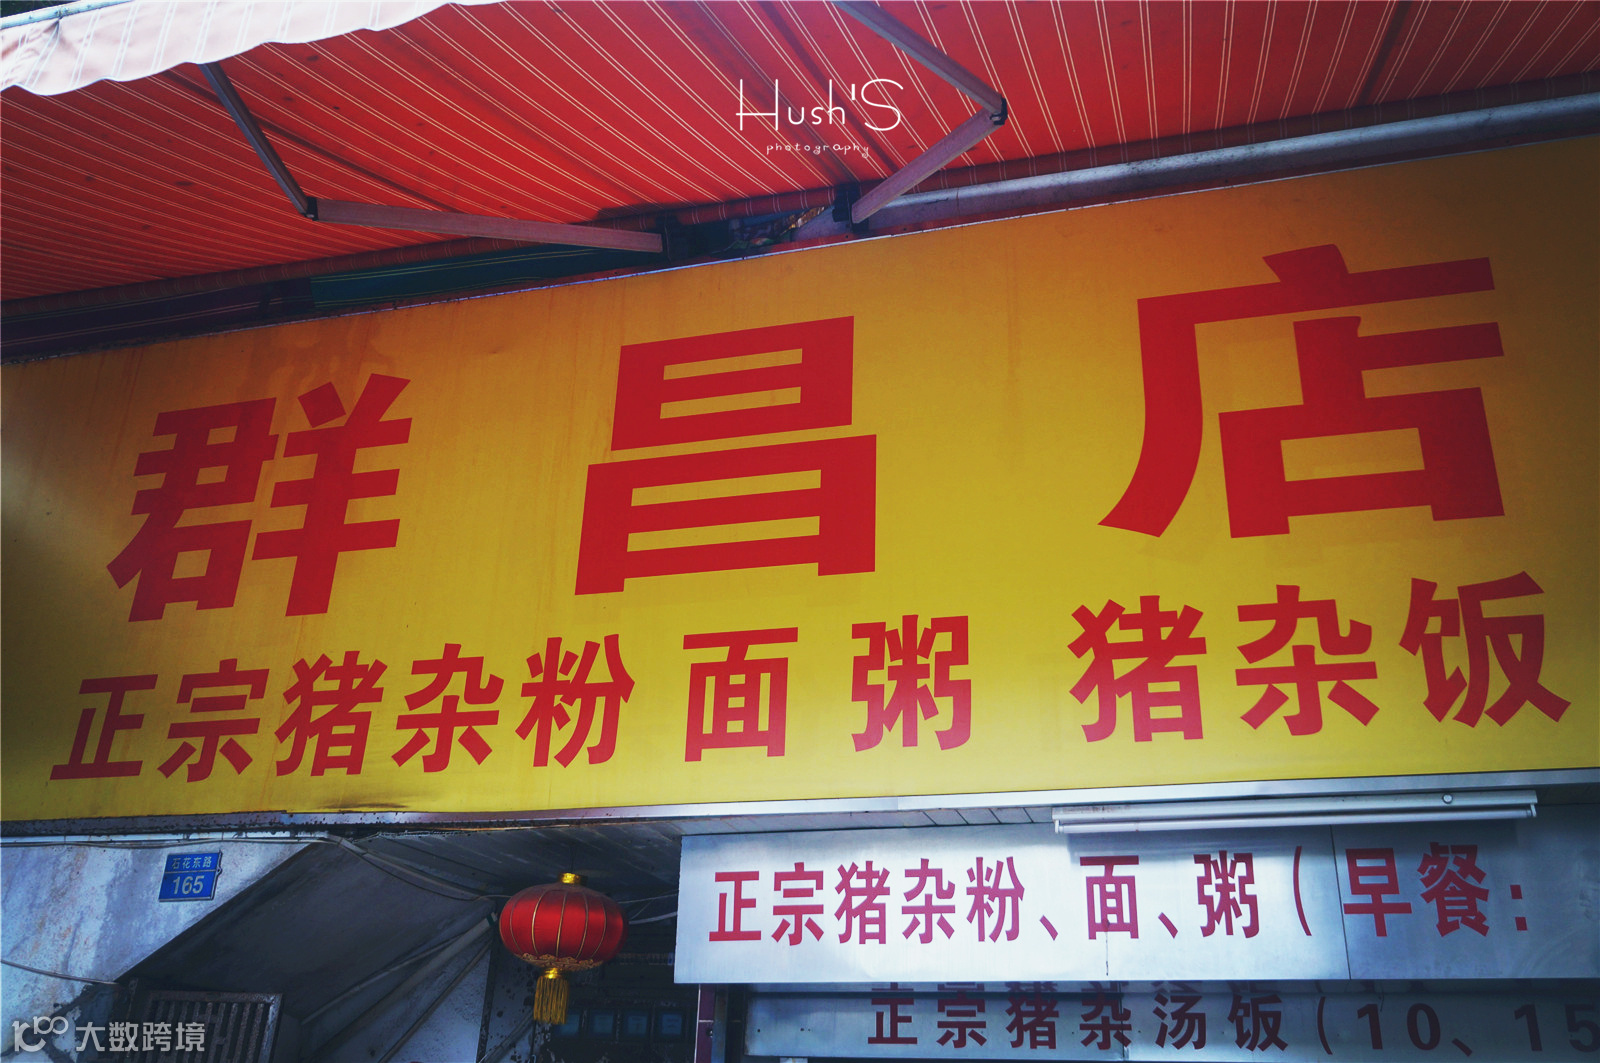 Hush'S
photography
群昌店
正宗猪杂粉 面 粥 猪杂饭
石花东路
165
正宗猪杂粉、面、粥(早餐:
正宗猪杂汤饭(10、15
大数跨境